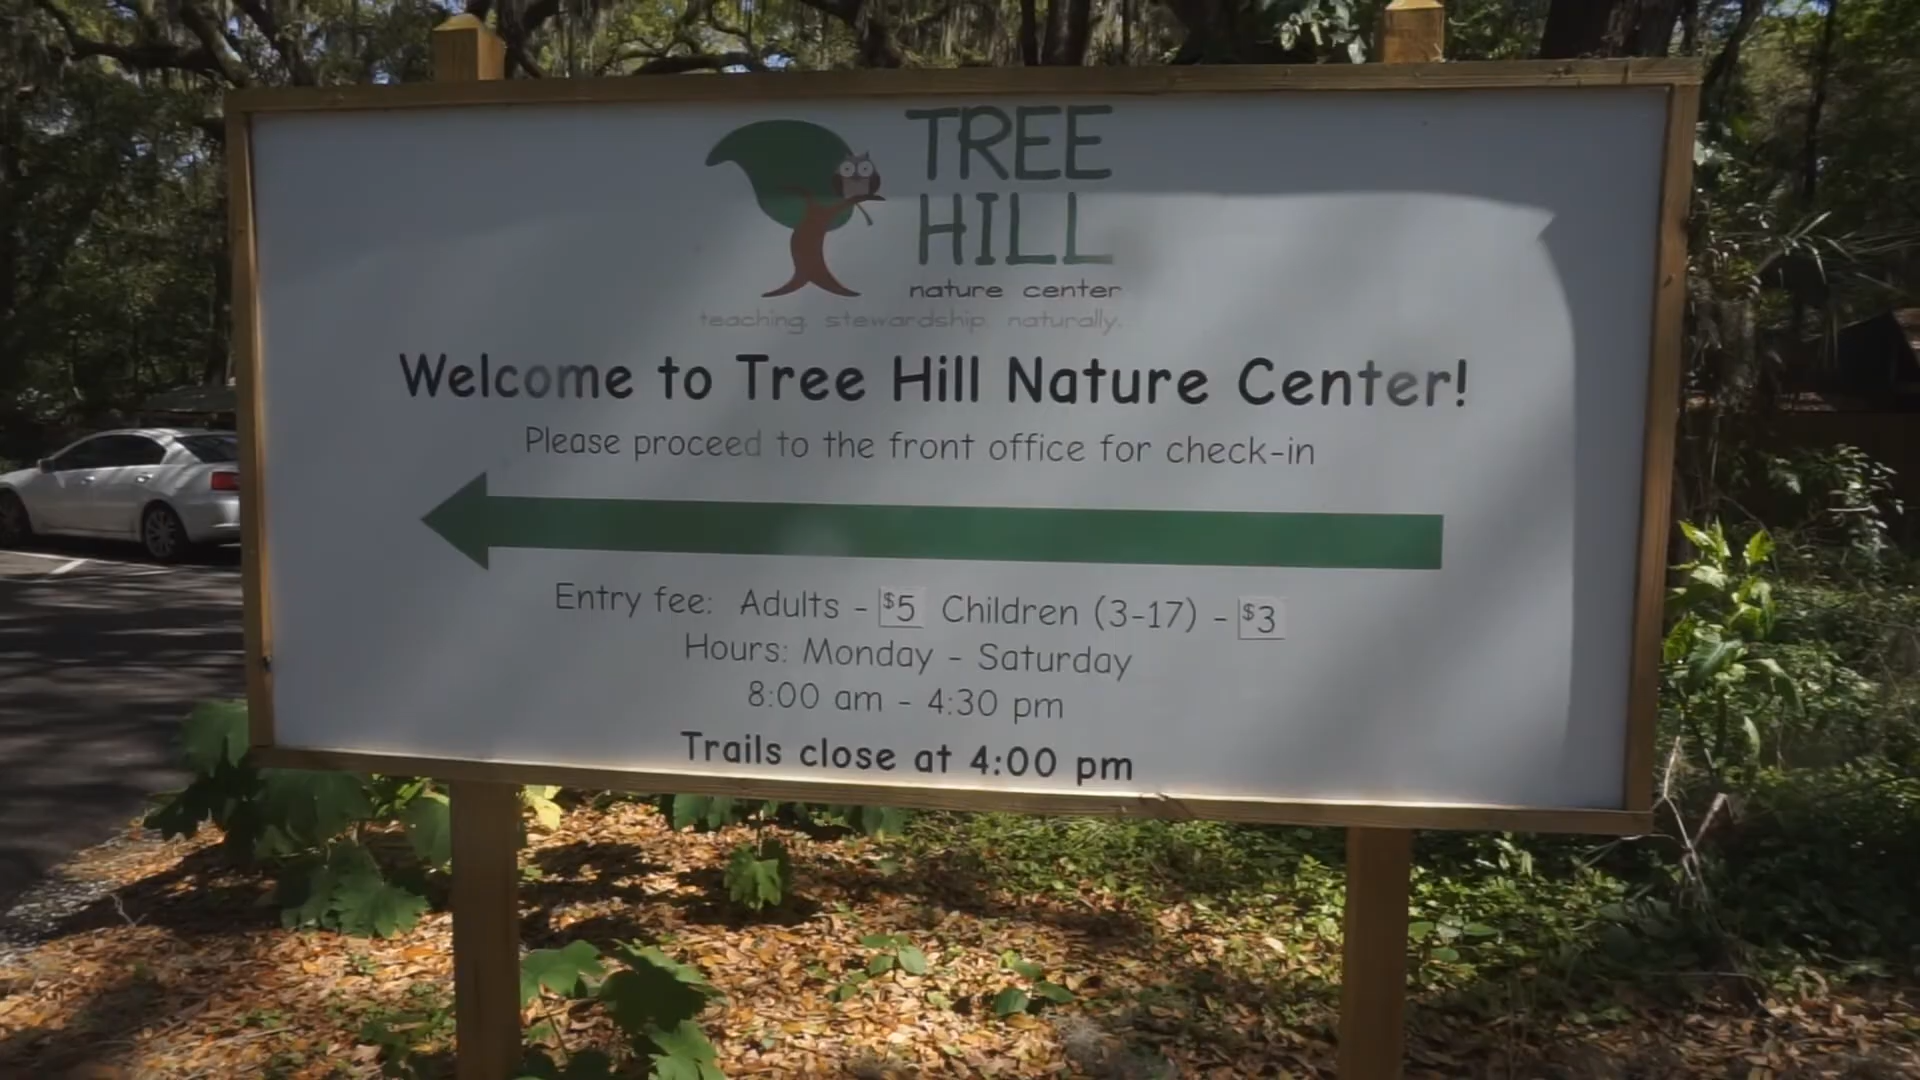 TREE
HILL
nature center
teaching. stewardship. naturally.
Welcome to Tree Hill Nature Center!
Please proceed to the front office for check-in
Entry fee: Adults - $5 Children (3-17) - $3
Hours: Monday - Saturday
8:00 am - 4:30 pm
Trails close at 4:00 pm